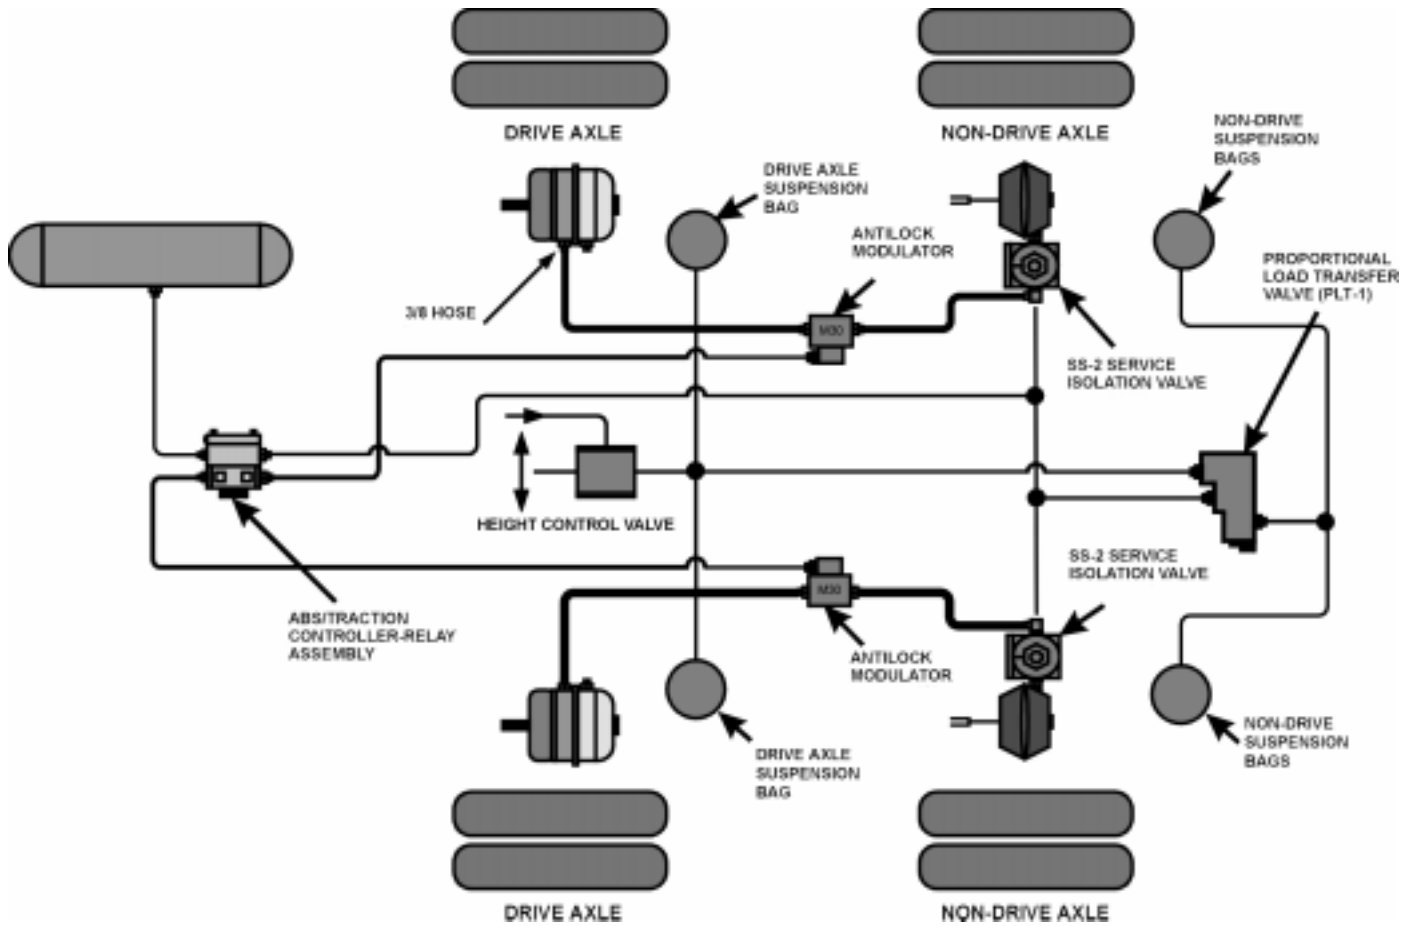 DRIVE AXLE
NON-DRIVE AXLE
NON-DRIVE
SUSPENSION
BAGS
DRIVE AXLE
SUSPENSION
BAG
ANTILOCK
MODULATOR
PROPORTIONAL
LOAD TRANSFER
VALVE (PLT-1)
3/8 HOSE
M30
SS-2 SERVICE
ISOLATION VALVE
HEIGHT CONTROL VALVE
SS-2 SERVICE
ISOLATION VALVE
M30
ABS/TRACTION
CONTROLLER-RELAY
ASSEMBLY
ANTILOCK
MODULATOR
NON-DRIVE
SUSPENSION
BAGS
DRIVE AXLE
SUSPENSION
BAG
DRIVE AXLE
NON-DRIVE AXLE